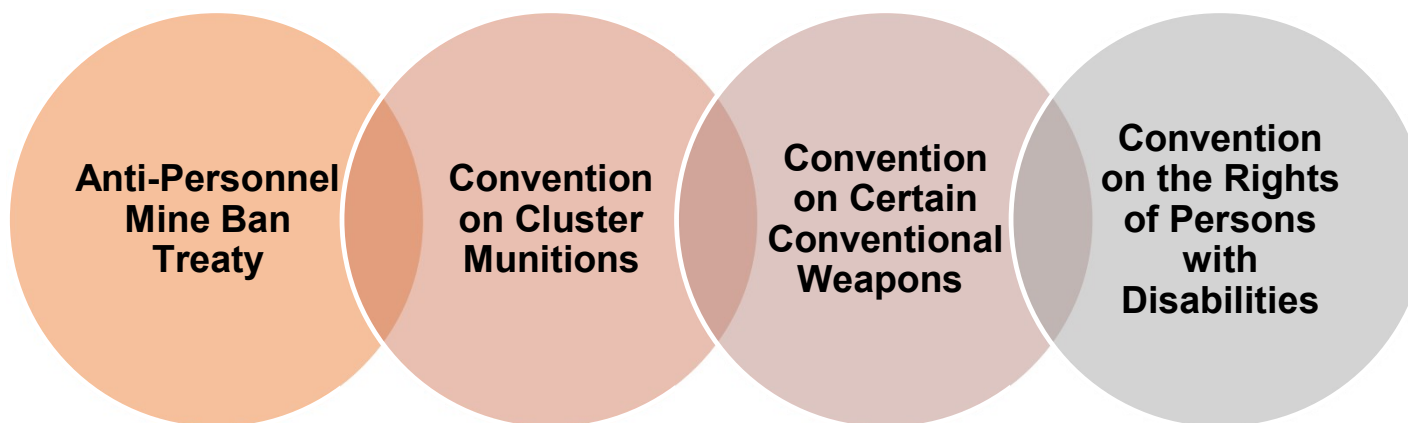 Anti-Personnel
Mine Ban
Treaty
Convention
on Cluster
Munitions
Convention
on Certain
Conventional
Weapons
Convention
on the Rights
of Persons
with
Disabilities